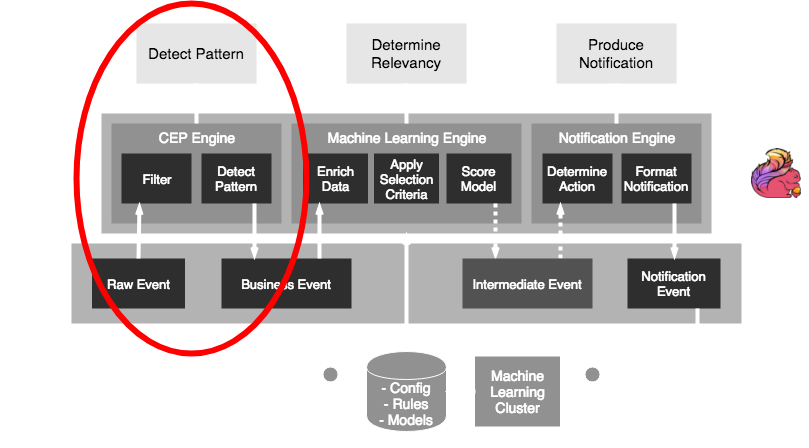 Detect Pattern
Determine
Relevancy
Produce
Notification
CEP Engine
Machine Learning Engine
Notification Engine
Filter
Detect
Pattern
Enrich
Data
Apply
Selection
Criteria
Score
Model
Determine
Action
Format
Notification
Raw Event
Business Event
Intermediate Event
Notification
Event
- Config
- Rules
- Models
Machine
Learning
Cluster